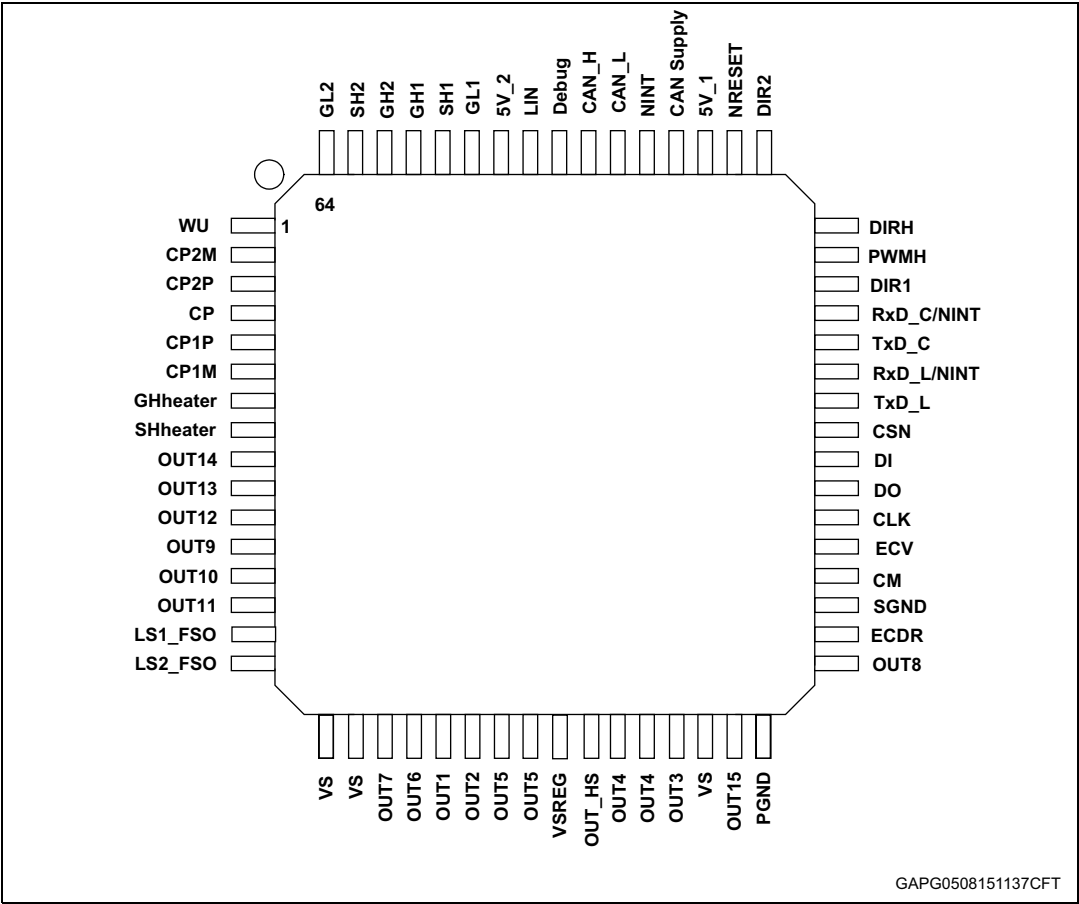 GL2
SH2
GH2
GH1
SH1
GL1
5V_2
LIN
Debug
CAN_H
CAN_L
NINT
CAN Supply
5V_1
NRESET
DIR2
64
1
WU
CP2M
CP2P
CP
CP1P
CP1M
GHheater
SHheater
OUT14
OUT13
OUT12
OUT9
OUT10
OUT11
LS1_FSO
LS2_FSO
DIRH
PWMH
DIR1
RxD_C/NINT
TxD_C
RxD_L/NINT
TxD_L
CSN
DI
DO
CLK
ECV
CM
SGND
ECDR
OUT8
VS
VS
OUT7
OUT6
OUT1
OUT2
OUT5
OUT5
VSREG
OUT_HS
OUT4
OUT4
OUT3
VS
OUT15
PGND
GAPG0508151137CFT